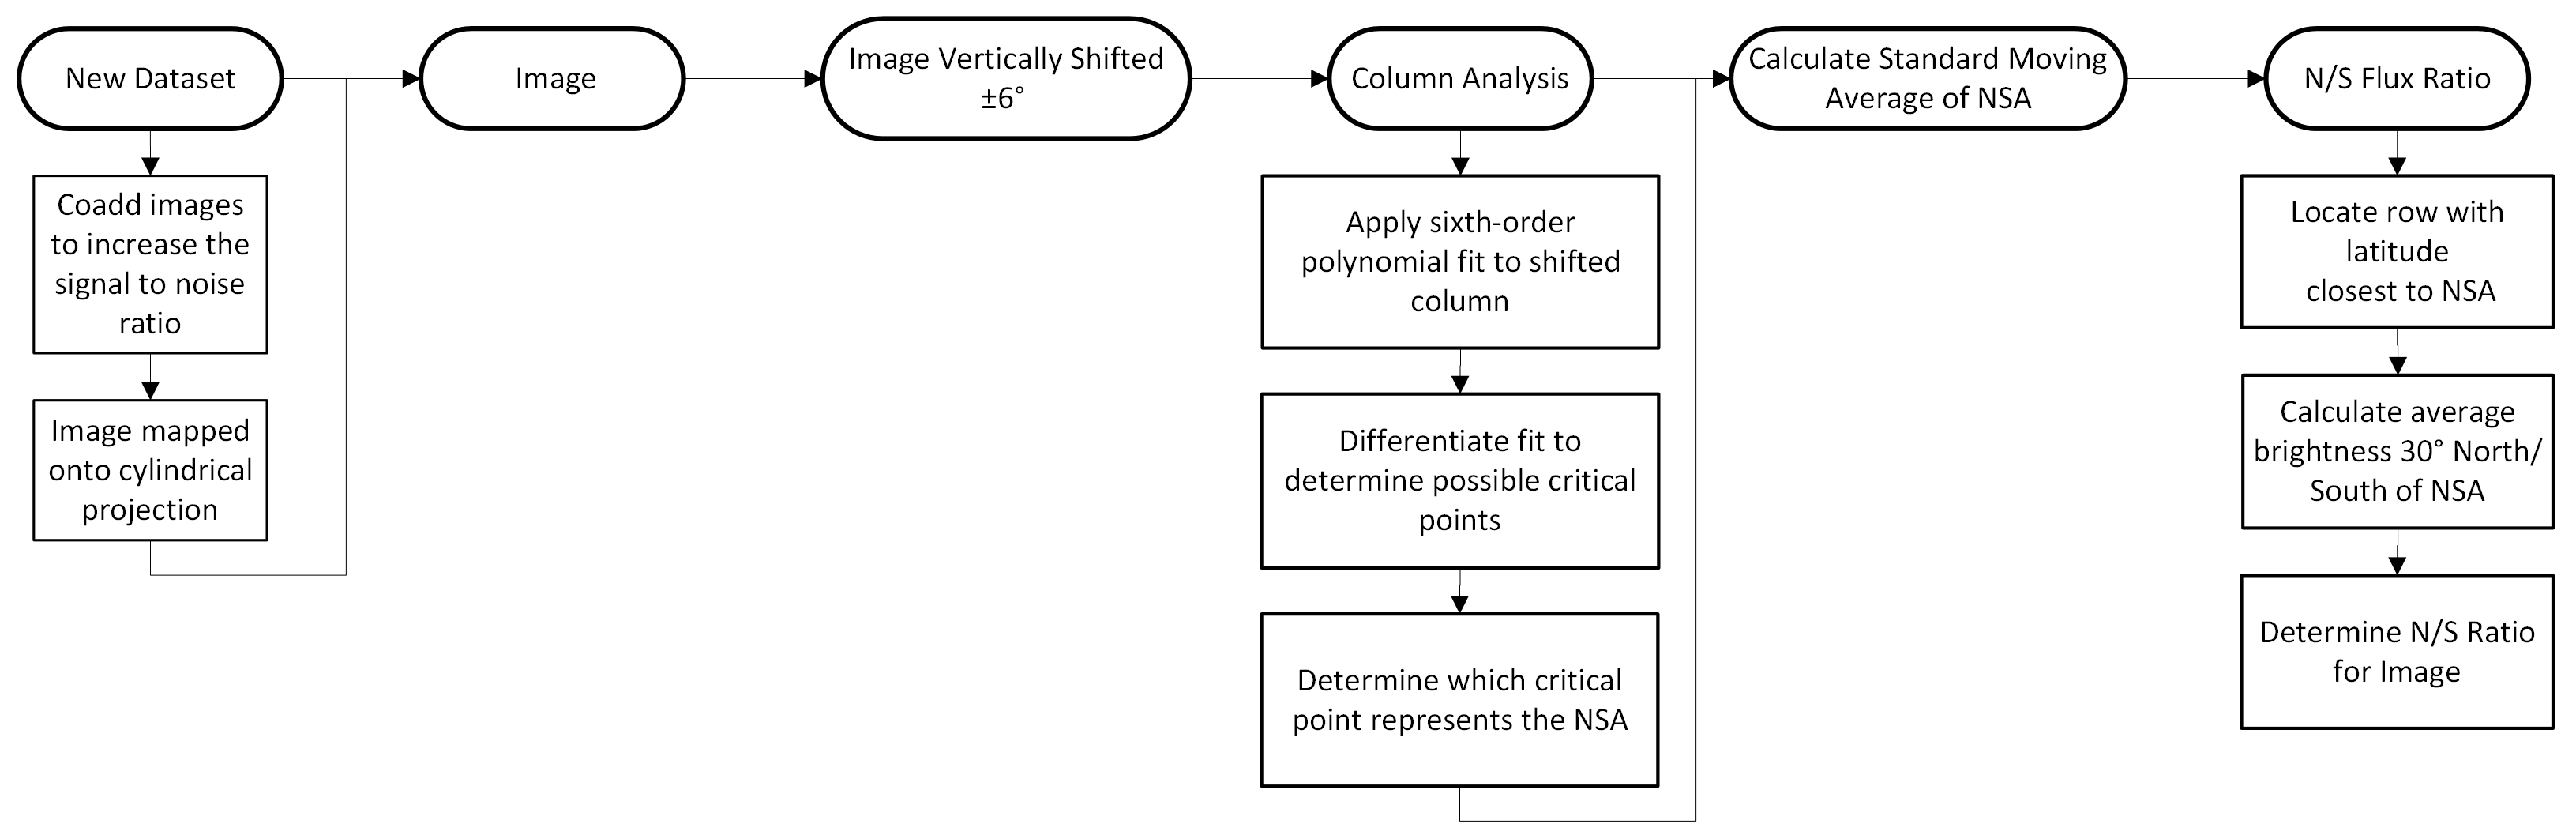 New Dataset
Coadd images
to increase the
signal to noise
ratio
Image mapped
onto cylindrical
projection
Image
Image Vertically Shifted
±6°
Column Analysis
Apply sixth-order
polynomial fit to shifted
column
Differentiate fit to
determine possible critical
points
Determine which critical
point represents the NSA
Calculate Standard Moving
Average of NSA
N/S Flux Ratio
Locate row with
latitude
closest to NSA
Calculate average
brightness 30° North/
South of NSA
Determine N/S Ratio
for Image